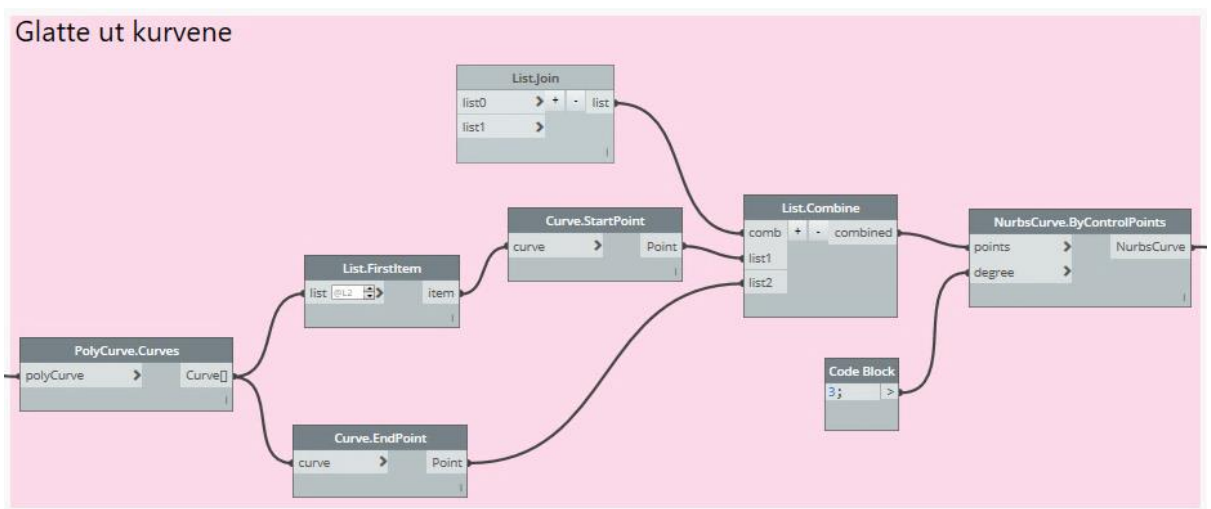 Glatte ut kurvene
List.Join
list0 > + - list
list1 >
l
List.Combine
comb + - combined
list1
list2
Curve.StartPoint
curve > Point
l
NurbsCurve.ByControlPoints
points > NurbsCurve
degree >
l
List.FirstItem
list @L2 > item
l
PolyCurve.Curves
polyCurve > Curve[]
l
Code Block
3; >
Curve.EndPoint
curve > Point
l